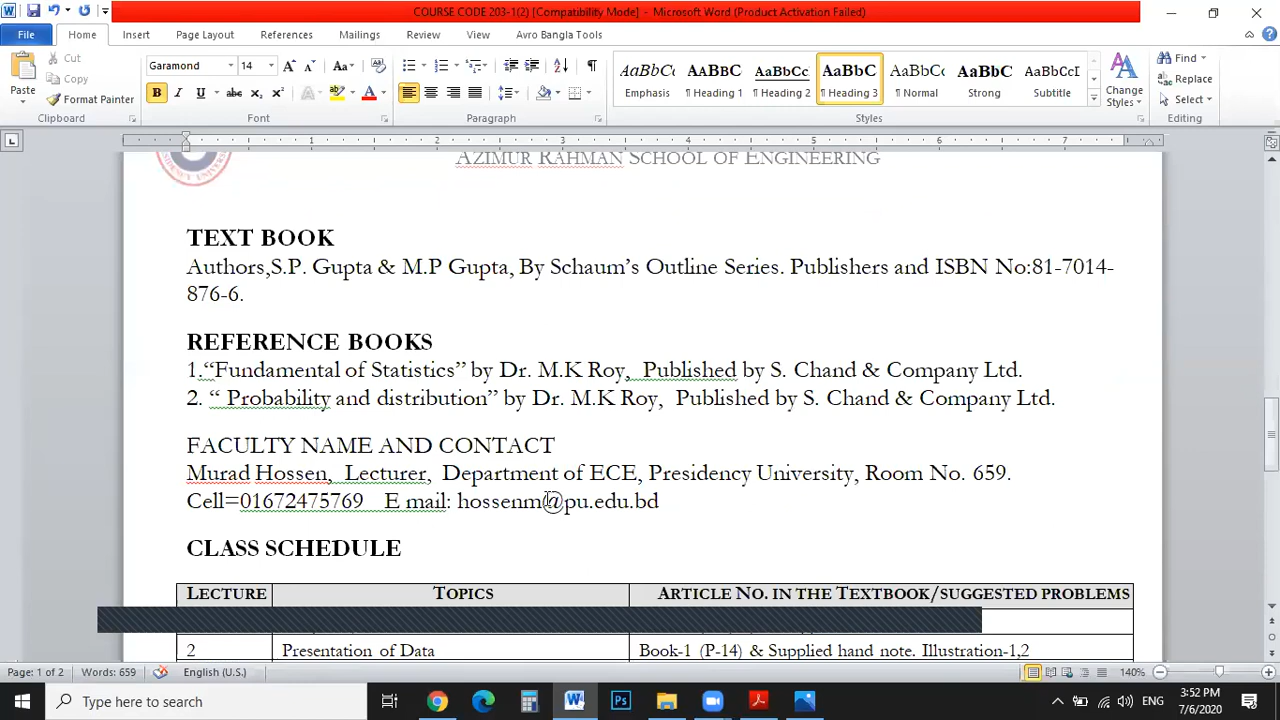 COURSE CODE 203-1(2) [Compatibility Mode] - Microsoft Word (Product Activation Failed)
File Home Insert Page Layout References Mailings Review View Avro Bangla Tools
Paste Cut Copy Format Painter Clipboard
Garamond 14 Font
Paragraph
AaBbC Emphasis AaBbC ¶ Heading 1 AaBbCc ¶ Heading 2 AaBbC ¶ Heading 3 AaBbCc ¶ Normal AaBbCc Strong AaBbCcI Subtitle Styles
Change Styles
Find Replace Select Editing
1 2 3 4 5 6 7
AZIMUR RAHMAN SCHOOL OF ENGINEERING
TEXT BOOK
Authors,S.P. Gupta & M.P Gupta, By Schaum’s Outline Series. Publishers and ISBN No:81-7014-
876-6.
REFERENCE BOOKS
1.“Fundamental of Statistics” by Dr. M.K Roy, Published by S. Chand & Company Ltd.
2. “ Probability and distribution” by Dr. M.K Roy, Published by S. Chand & Company Ltd.
FACULTY NAME AND CONTACT
Murad Hossen, Lecturer, Department of ECE, Presidency University, Room No. 659.
Cell=01672475769 E mail: hossenm@pu.edu.bd
CLASS SCHEDULE
LECTURE TOPICS ARTICLE NO. IN THE TEXTBOOK/SUGGESTED PROBLEMS
2 Presentation of Data Book-1 (P-14) & Supplied hand note. Illustration-1,2
Page: 1 of 2 Words: 659 English (U.S.) 140%
Type here to search
ENG
3:52 PM
7/6/2020